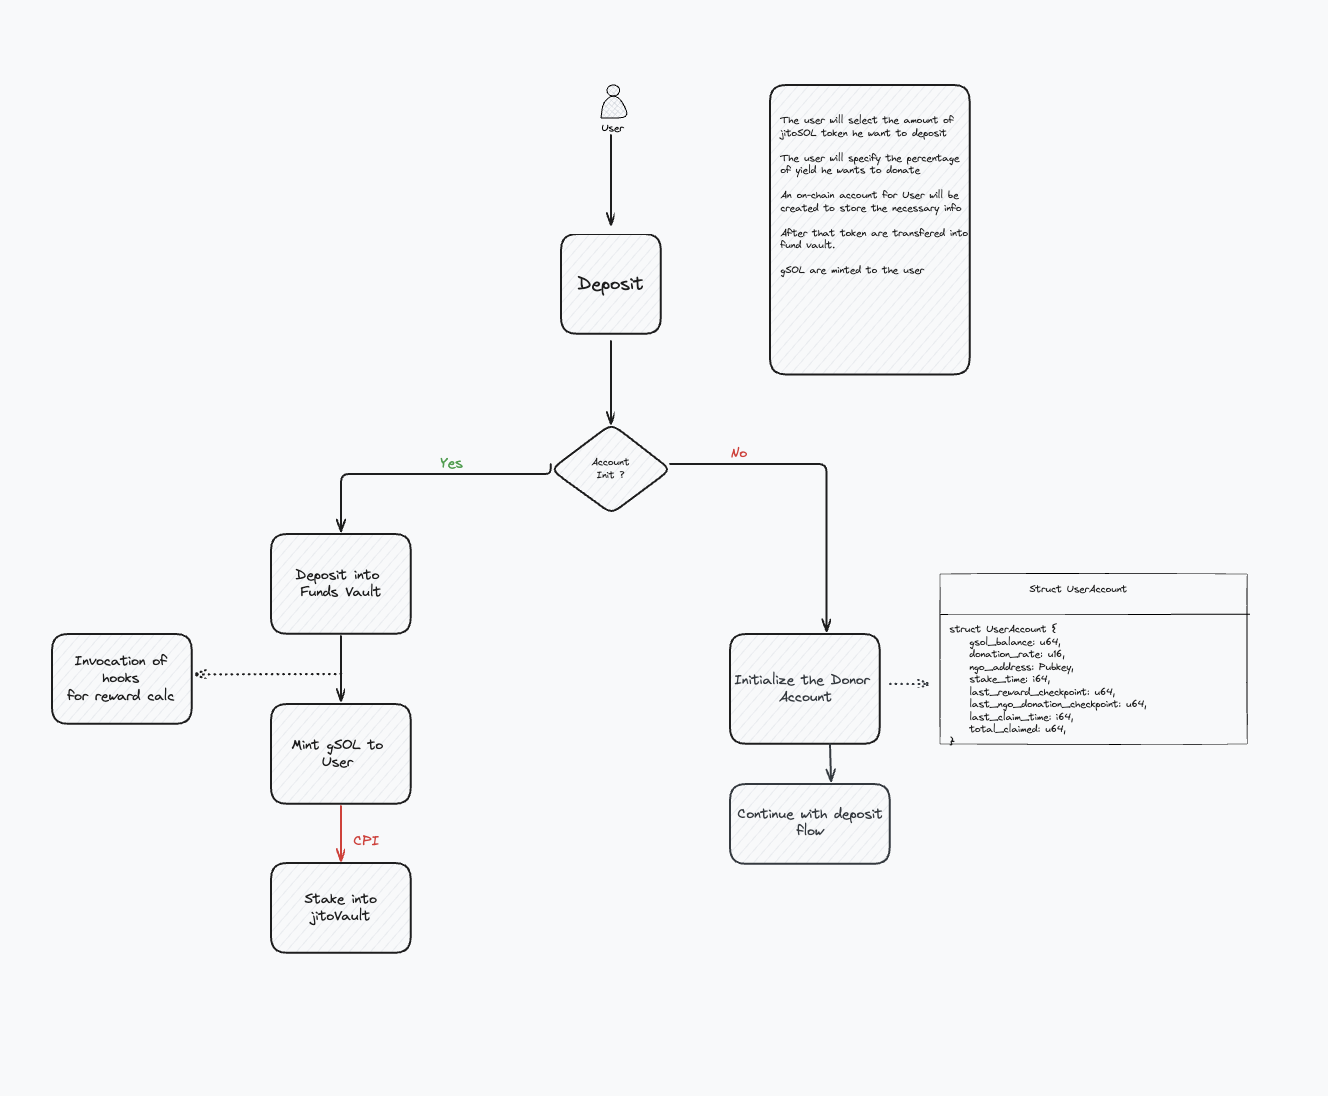 User
The user will select the amount of
jitoSOL token he want to deposit
The user will specify the percentage
of yield he wants to donate
An on-chain account for User will be
created to store the necessary info
After that token are transfered into
fund vault.
gSOL are minted to the user
Deposit
Account
Init ?
Yes
No
Deposit into
Funds Vault
Invocation of
hooks
for reward calc
Mint gSOL to
User
CPI
Stake into
jitoVault
Initialize the Donor
Account
Continue with deposit
flow
Struct UserAccount
struct UserAccount {
gsol_balance: u64,
donation_rate: u16,
ngo_address: Pubkey,
stake_time: i64,
last_reward_checkpoint: u64,
last_ngo_donation_checkpoint: u64,
last_claim_time: i64,
total_claimed: u64,
}